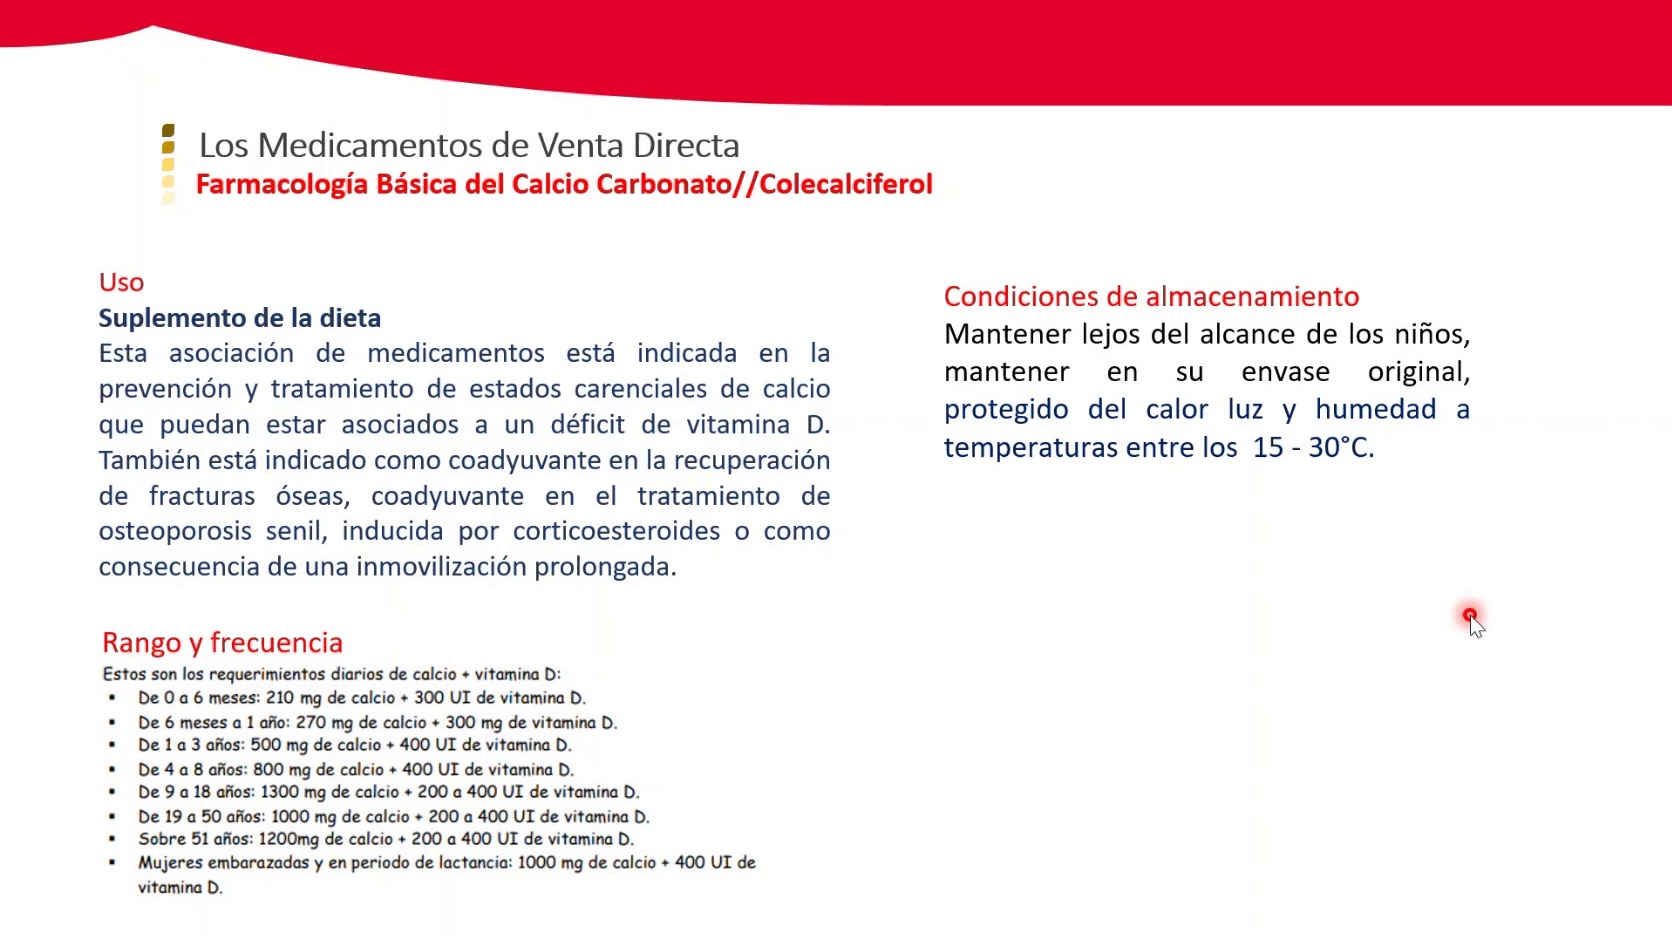 Los Medicamentos de Venta Directa
Farmacología Básica del Calcio Carbonato//Colecalciferol
Uso
Suplemento de la dieta
Esta asociación de medicamentos está indicada en la
prevención y tratamiento de estados carenciales de calcio
que puedan estar asociados a un déficit de vitamina D.
También está indicado como coadyuvante en la recuperación
de fracturas óseas, coadyuvante en el tratamiento de
osteoporosis senil, inducida por corticoesteroides o como
consecuencia de una inmovilización prolongada.
Rango y frecuencia
Estos son los requerimientos diarios de calcio + vitamina D:
▪ De 0 a 6 meses: 210 mg de calcio + 300 UI de vitamina D.
▪ De 6 meses a 1 año: 270 mg de calcio + 300 mg de vitamina D.
▪ De 1 a 3 años: 500 mg de calcio + 400 UI de vitamina D.
▪ De 4 a 8 años: 800 mg de calcio + 400 UI de vitamina D.
▪ De 9 a 18 años: 1300 mg de calcio + 200 a 400 UI de vitamina D.
▪ De 19 a 50 años: 1000 mg de calcio + 200 a 400 UI de vitamina D.
▪ Sobre 51 años: 1200mg de calcio + 200 a 400 UI de vitamina D.
▪ Mujeres embarazadas y en periodo de lactancia: 1000 mg de calcio + 400 UI de
vitamina D.
Condiciones de almacenamiento
Mantener lejos del alcance de los niños,
mantener en su envase original,
protegido del calor luz y humedad a
temperaturas entre los 15 - 30°C.